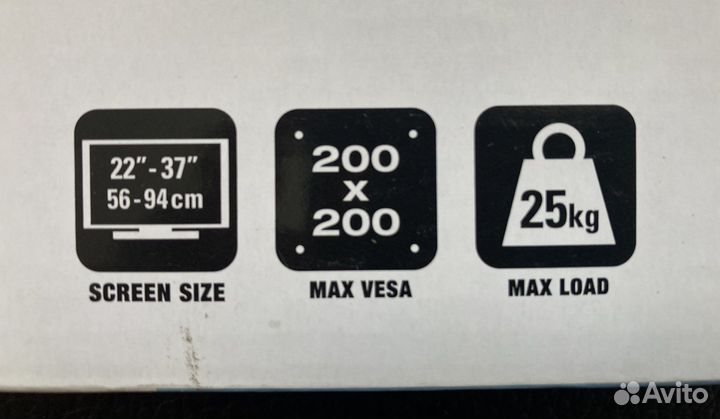 22"-37"
56-94cm
SCREEN SIZE
200
X
200
MAX VESA
25kg
MAX LOAD
Avito